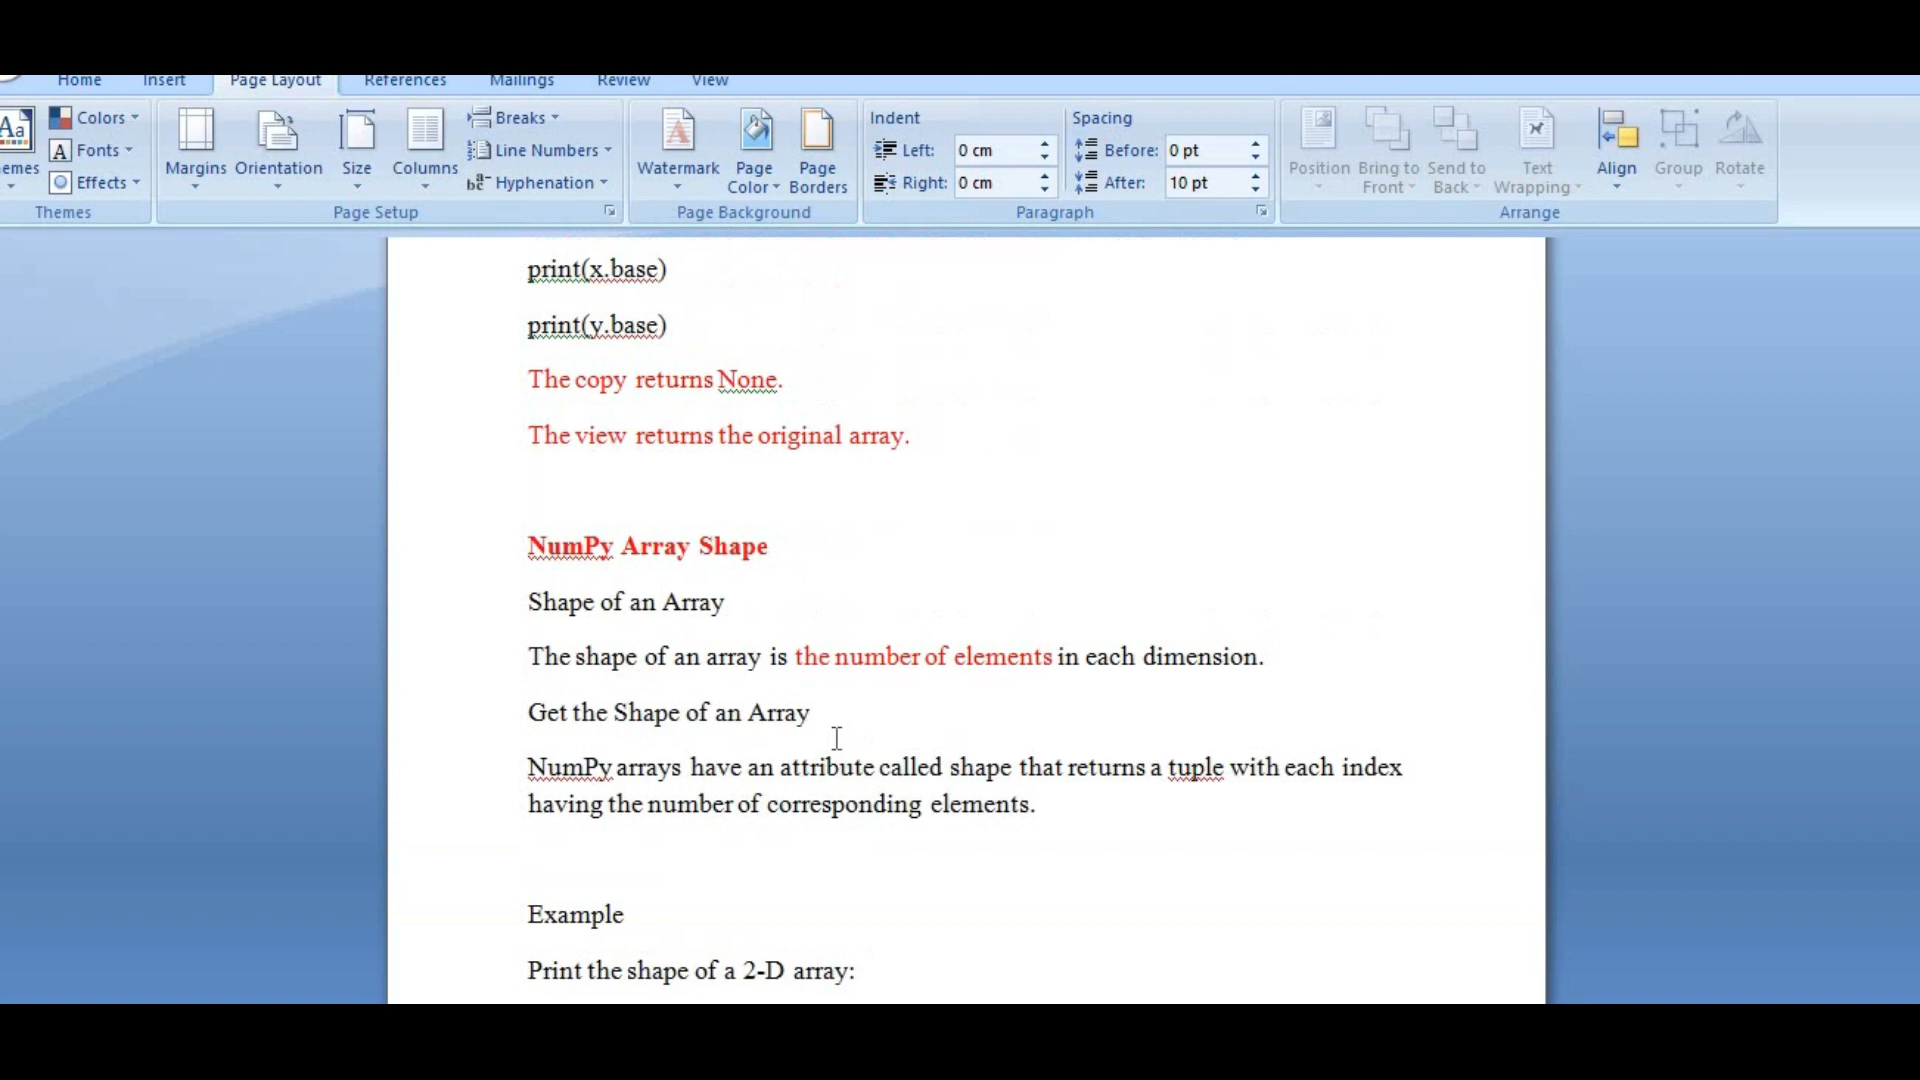 Home Insert Page Layout References Mailings Review View
Colors Breaks Indent Spacing
Fonts Line Numbers Left: 0 cm Before: 0 pt
Margins Orientation Size Columns Watermark Page Page Position Bring to Send to Text Align Group Rotate
Effects Hyphenation Color Borders Right: 0 cm After: 10 pt Front Back Wrapping
Themes Page Setup Page Background Paragraph Arrange
print(x.base)
print(y.base)
The copy returns None.
The view returns the original array.
NumPy Array Shape
Shape of an Array
The shape of an array is the number of elements in each dimension.
Get the Shape of an Array
NumPy arrays have an attribute called shape that returns a tuple with each index
having the number of corresponding elements.
Example
Print the shape of a 2-D array: